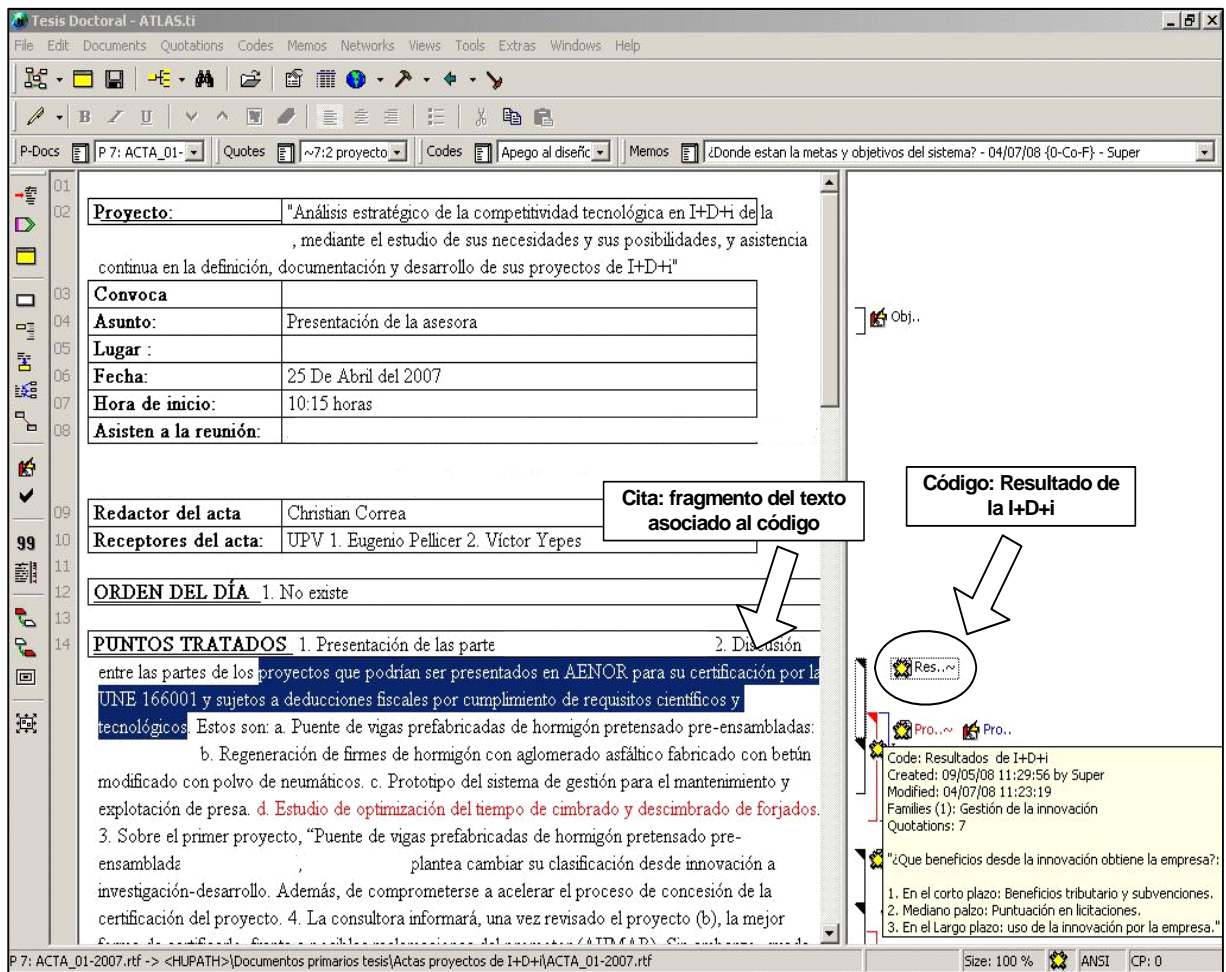 Tesis Doctoral - ATLAS.ti
File Edit Documents Quotations Codes Memos Networks Views Tools Extras Windows Help
B I U
P-Docs P 7: ACTA_01- Quotes ~7:2 proyecto Codes Apego al diseñc Memos ¿Donde estan la metas y objetivos del sistema? - 04/07/08 {0-Co-F} - Super
01
02 Proyecto: "Análisis estratégico de la competitividad tecnológica en I+D+i de la
, mediante el estudio de sus necesidades y sus posibilidades, y asistencia
continua en la definición, documentación y desarrollo de sus proyectos de I+D+i"
03 Convoca
04 Asunto: Presentación de la asesora
Obj..
05 Lugar :
06 Fecha: 25 De Abril del 2007
07 Hora de inicio: 10:15 horas
08 Asisten a la reunión:
Cita: fragmento del texto
asociado al código
Código: Resultado de
la I+D+i
09 Redactor del acta Christian Correa
10 Receptores del acta: UPV 1. Eugenio Pellicer 2. Víctor Yepes
99
11
12 ORDEN DEL DÍA 1. No existe
13
14 PUNTOS TRATADOS 1. Presentación de las parte 2. Discusión
entre las partes de los proyectos que podrían ser presentados en AENOR para su certificación por la
Res..~
UNE 166001 y sujetos a deducciones fiscales por cumplimiento de requisitos científicos y
tecnológicos. Estos son: a. Puente de vigas prefabricadas de hormigón pretensado pre-ensambladas:
Pro..~ Pro..
b. Regeneración de firmes de hormigón con aglomerado asfáltico fabricado con betún
modificado con polvo de neumáticos. c. Prototipo del sistema de gestión para el mantenimiento y
explotación de presa. d. Estudio de optimización del tiempo de cimbrado y descimbrado de forjados.
3. Sobre el primer proyecto, "Puente de vigas prefabricadas de hormigón pretensado pre-
ensamblada , plantea cambiar su clasificación desde innovación a
investigación-desarrollo. Además, de comprometerse a acelerar el proceso de concesión de la
certificación del proyecto. 4. La consultora informará, una vez revisado el proyecto (b), la mejor
Code: Resultados de I+D+i
Created: 09/05/08 11:29:56 by Super
Modified: 04/07/08 11:23:19
Families (1): Gestión de la innovación
Quotations: 7
"¿Que beneficios desde la innovación obtiene la empresa?:
1. En el corto plazo: Beneficios tributario y subvenciones.
2. Mediano palzo: Puntuación en licitaciones.
3. En el Largo plazo: uso de la innovación por la empresa."
P 7: ACTA_01-2007.rtf -> <HUPATH>\Documentos primarios tesis\Actas proyectos de I+D+i\ACTA_01-2007.rtf Size: 100 % ANSI CP: 0